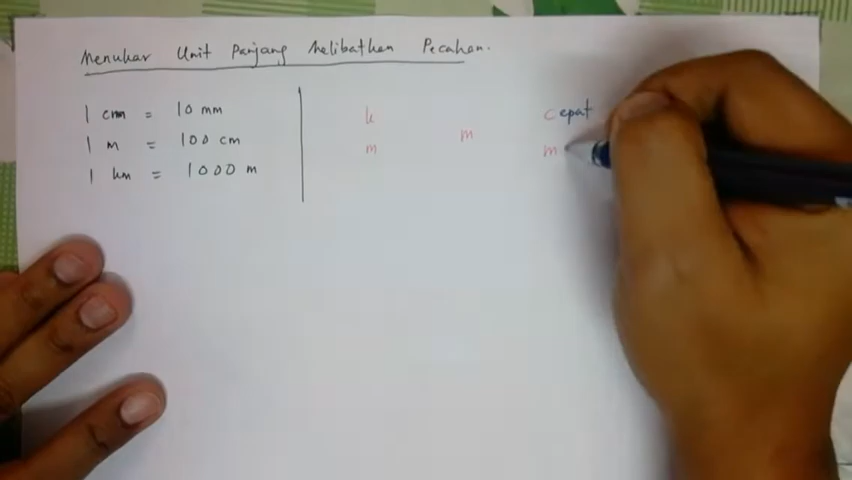 Menukar Unit Panjang Melibatkan Pecahan.
1 cm = 10 mm
1 m = 100 cm
1 km = 1000 m
k
m
m
cepat
m